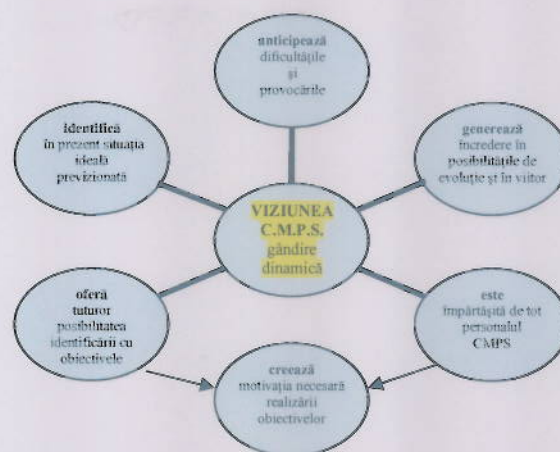 anticipează
dificultățile
și
provocările
identifică
în prezent situația
ideală
previzionată
generează
încredere în
posibilitățile de
evoluție și în viitor
VIZIUNEA
C.M.P.S.
gândire
dinamică
oferă
tuturor
posibilitatea
identificării cu
obiectivele
este
împărtășită de tot
personalul
CMPS
creează
motivația necesară
realizării
obiectivelor